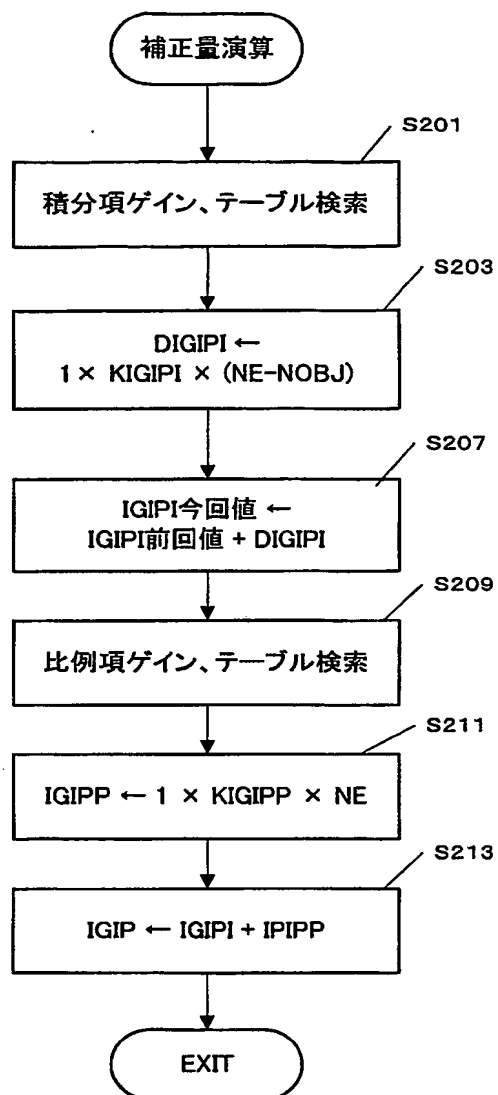 補正量演算
S201
積分項ゲイン、テーブル検索
S203
DIGIPI ←
1 × KIGIPI × (NE-NOBJ)
S207
IGIPI今回値 ←
IGIPI前回値 + DIGIPI
S209
比例項ゲイン、テーブル検索
S211
IGIPP ← 1 × KIGIPP × NE
S213
IGIP ← IGIPI + IPIPP
EXIT